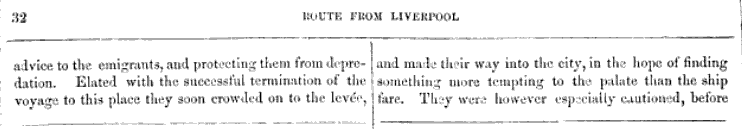 32
ROUTE FROM LIVERPOOL
advice to the emigrants, and protecting them from depre-
dation. Elated with the successful termination of the
voyage to this place they soon crowded on to the levée,
and made their way into the city, in the hope of finding
something more tempting to the palate than the ship
fare. They were however especially cautioned, before